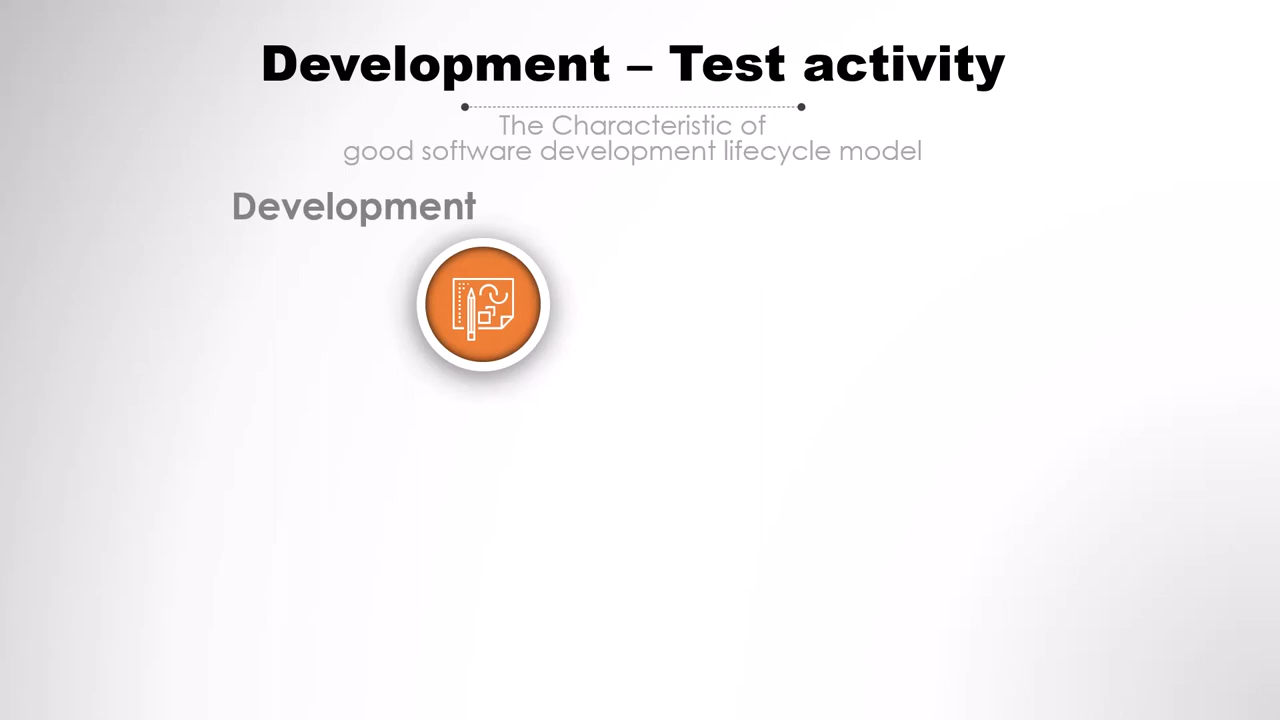 Development – Test activity
The Characteristic of
good software development lifecycle model
Development